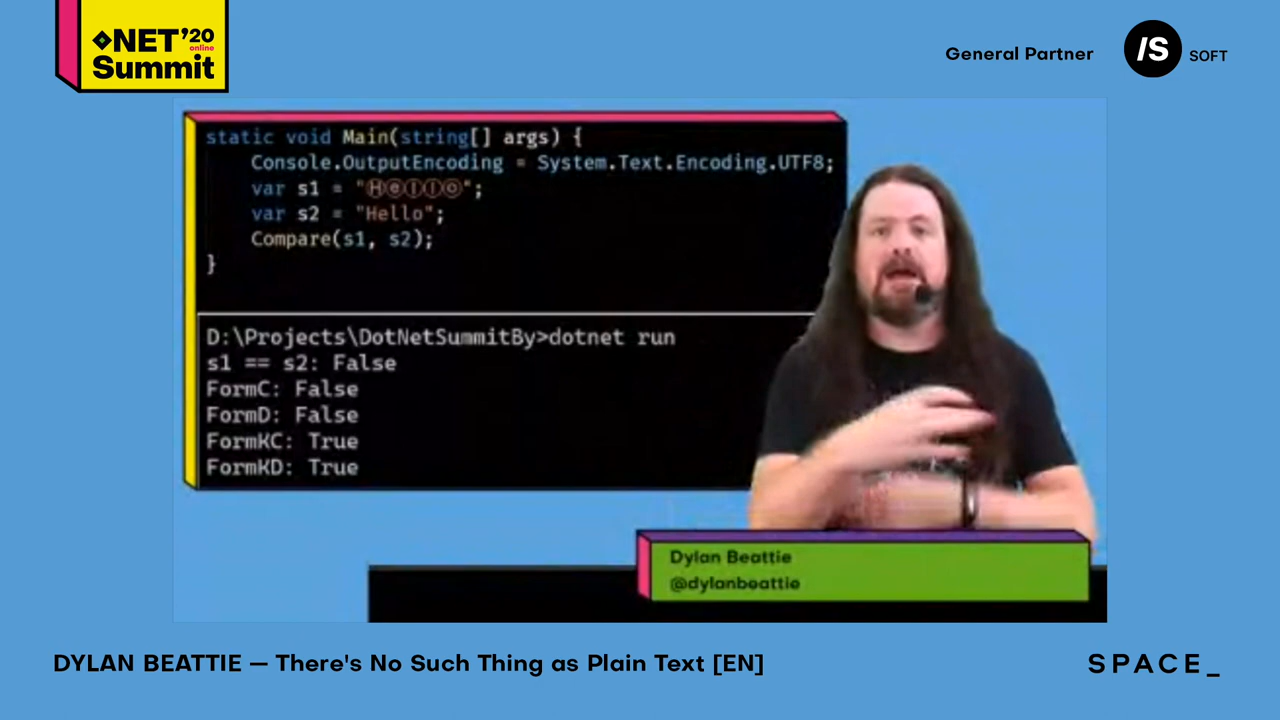 .NET'20
online
Summit
General Partner
/S SOFT
static void Main(string[] args) {
Console.OutputEncoding = System.Text.Encoding.UTF8;
var s1 = "Ⓗⓔⓛⓛⓞ";
var s2 = "Hello";
Compare(s1, s2);
}
D:\Projects\DotNetSummitBy>dotnet run
s1 == s2: False
FormC: False
FormD: False
FormKC: True
FormKD: True
Dylan Beattie
@dylanbeattie
DYLAN BEATTIE — There's No Such Thing as Plain Text [EN]
SPACE_